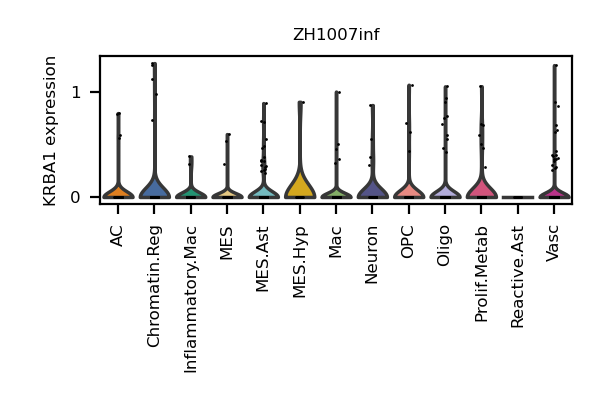 ZH1007inf
KRBA1 expression
1
0
AC
Chromatin.Reg
Inflammatory.Mac
MES
MES.Ast
MES.Hyp
Mac
Neuron
OPC
Oligo
Prolif.Metab
Reactive.Ast
Vasc